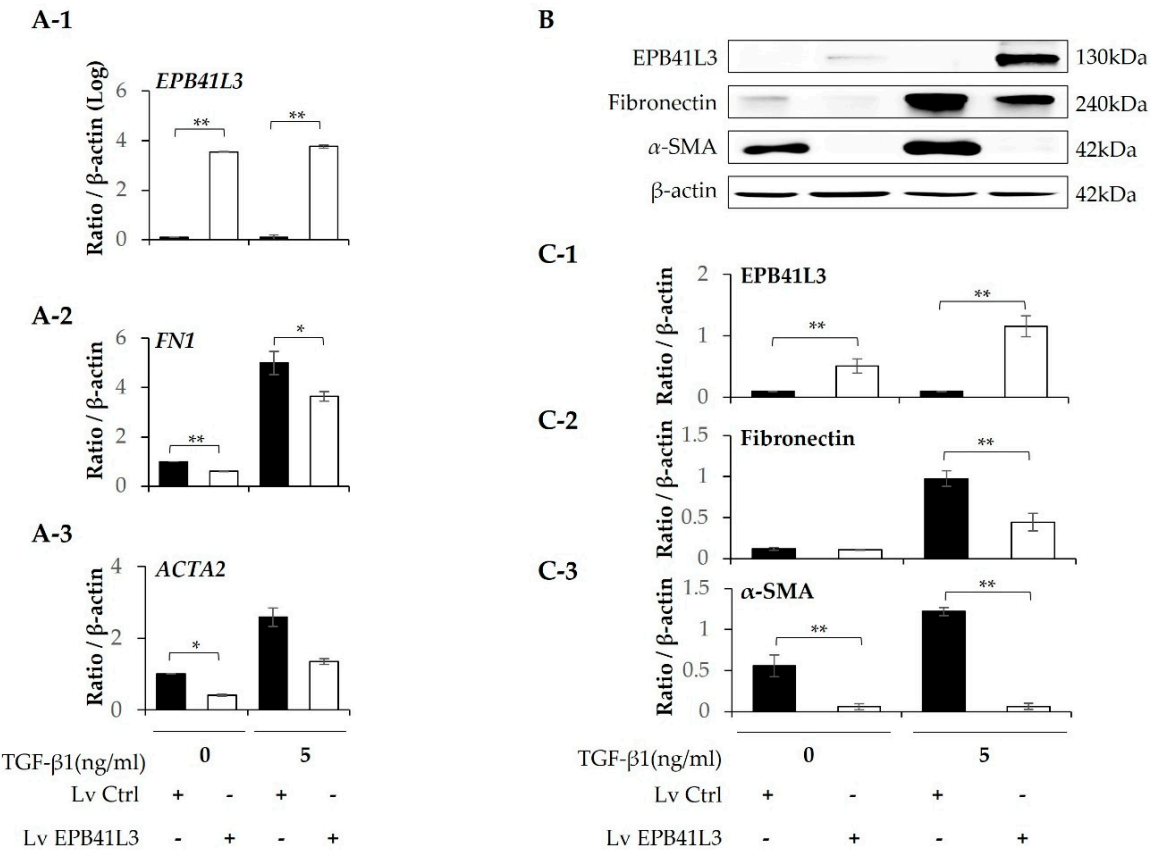 A-1
EPB41L3
Ratio / β-actin (Log)
6
4
2
0
**
**
A-2
FN1
Ratio / β-actin
6
4
2
0
**
*
A-3
ACTA2
Ratio / β-actin
4
2
0
*
TGF-β1(ng/ml)
0
5
Lv Ctrl
+ - + -
Lv EPB41L3
- + - +
B
EPB41L3
130kDa
Fibronectin
240kDa
α-SMA
42kDa
β-actin
42kDa
C-1
EPB41L3
Ratio / β-actin
2
1
0
**
**
C-2
Fibronectin
Ratio / β-actin
1.5
1
0.5
0
**
C-3
α-SMA
Ratio / β-actin
1.5
1
0.5
0
**
**
TGF-β1(ng/ml)
0
5
Lv Ctrl
+ - + -
Lv EPB41L3
- + - +